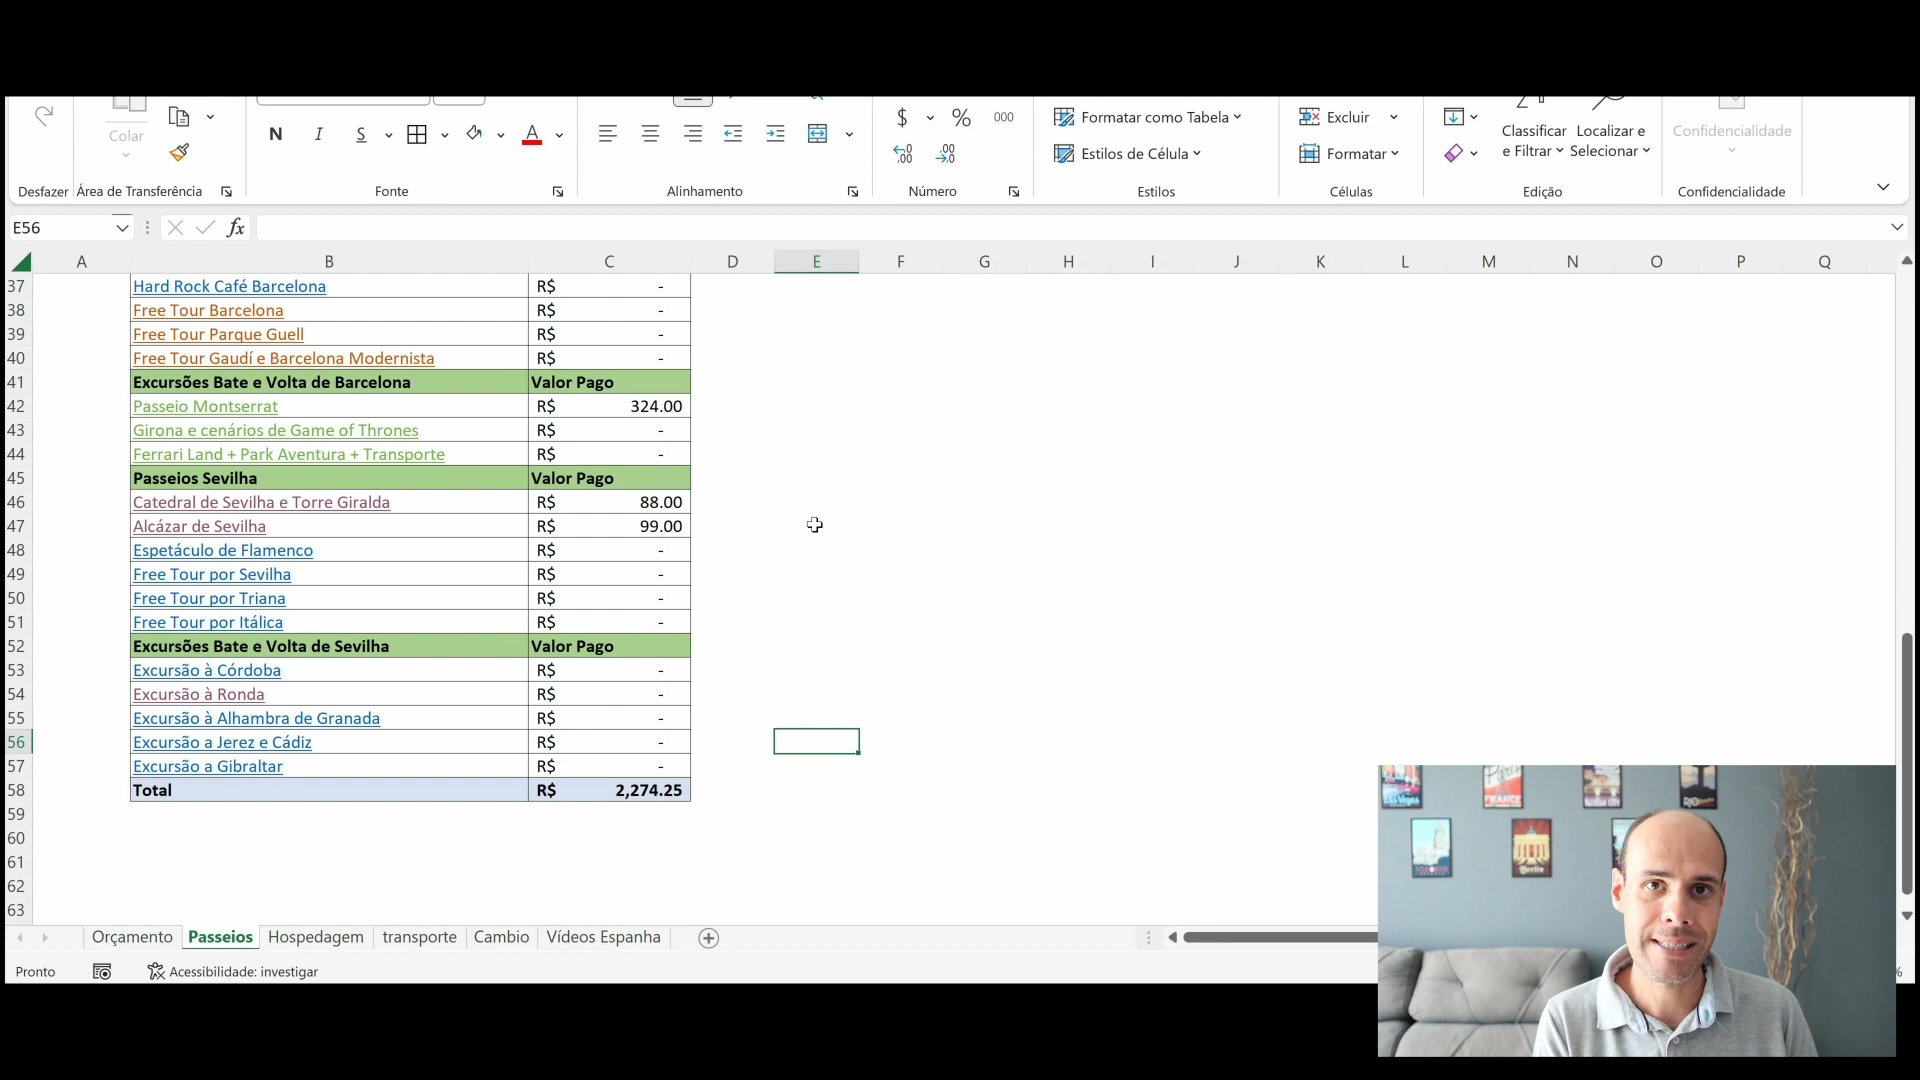 Colar
Desfazer
Área de Transferência
N I S A
Fonte
Alinhamento
$ % 000
Número
Formatar como Tabela
Estilos de Célula
Estilos
Excluir
Formatar
Células
Classificar e Filtrar
Localizar e Selecionar
Edição
Confidencialidade
Confidencialidade
E56
fx
A B C D E F G H I J K L M N O P Q
37 Hard Rock Café Barcelona R$ -
38 Free Tour Barcelona R$ -
39 Free Tour Parque Guell R$ -
40 Free Tour Gaudí e Barcelona Modernista R$ -
41 Excursões Bate e Volta de Barcelona Valor Pago
42 Passeio Montserrat R$ 324.00
43 Girona e cenários de Game of Thrones R$ -
44 Ferrari Land + Park Aventura + Transporte R$ -
45 Passeios Sevilha Valor Pago
46 Catedral de Sevilha e Torre Giralda R$ 88.00
47 Alcázar de Sevilha R$ 99.00
48 Espetáculo de Flamenco R$ -
49 Free Tour por Sevilha R$ -
50 Free Tour por Triana R$ -
51 Free Tour por Itálica R$ -
52 Excursões Bate e Volta de Sevilha Valor Pago
53 Excursão à Córdoba R$ -
54 Excursão à Ronda R$ -
55 Excursão à Alhambra de Granada R$ -
56 Excursão a Jerez e Cádiz R$ -
57 Excursão a Gibraltar R$ -
58 Total R$ 2,274.25
59
60
61
62
63
Orçamento Passeios Hospedagem transporte Cambio Vídeos Espanha
Pronto
Acessibilidade: investigar
FRANCE
RIO
Berlin